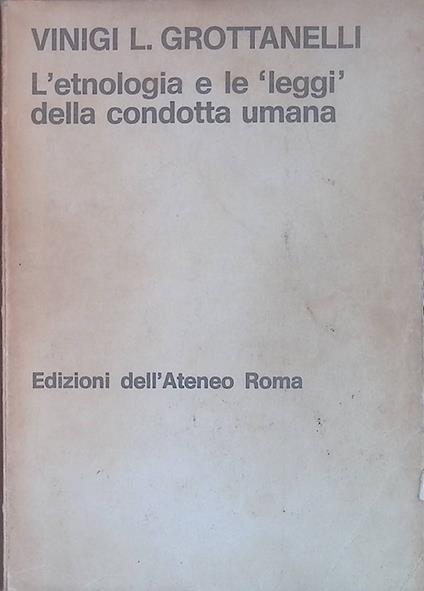 VINIGI L. GROTTANELLI
L'etnologia e le ‘leggi’
della condotta umana
Edizioni dell'Ateneo Roma